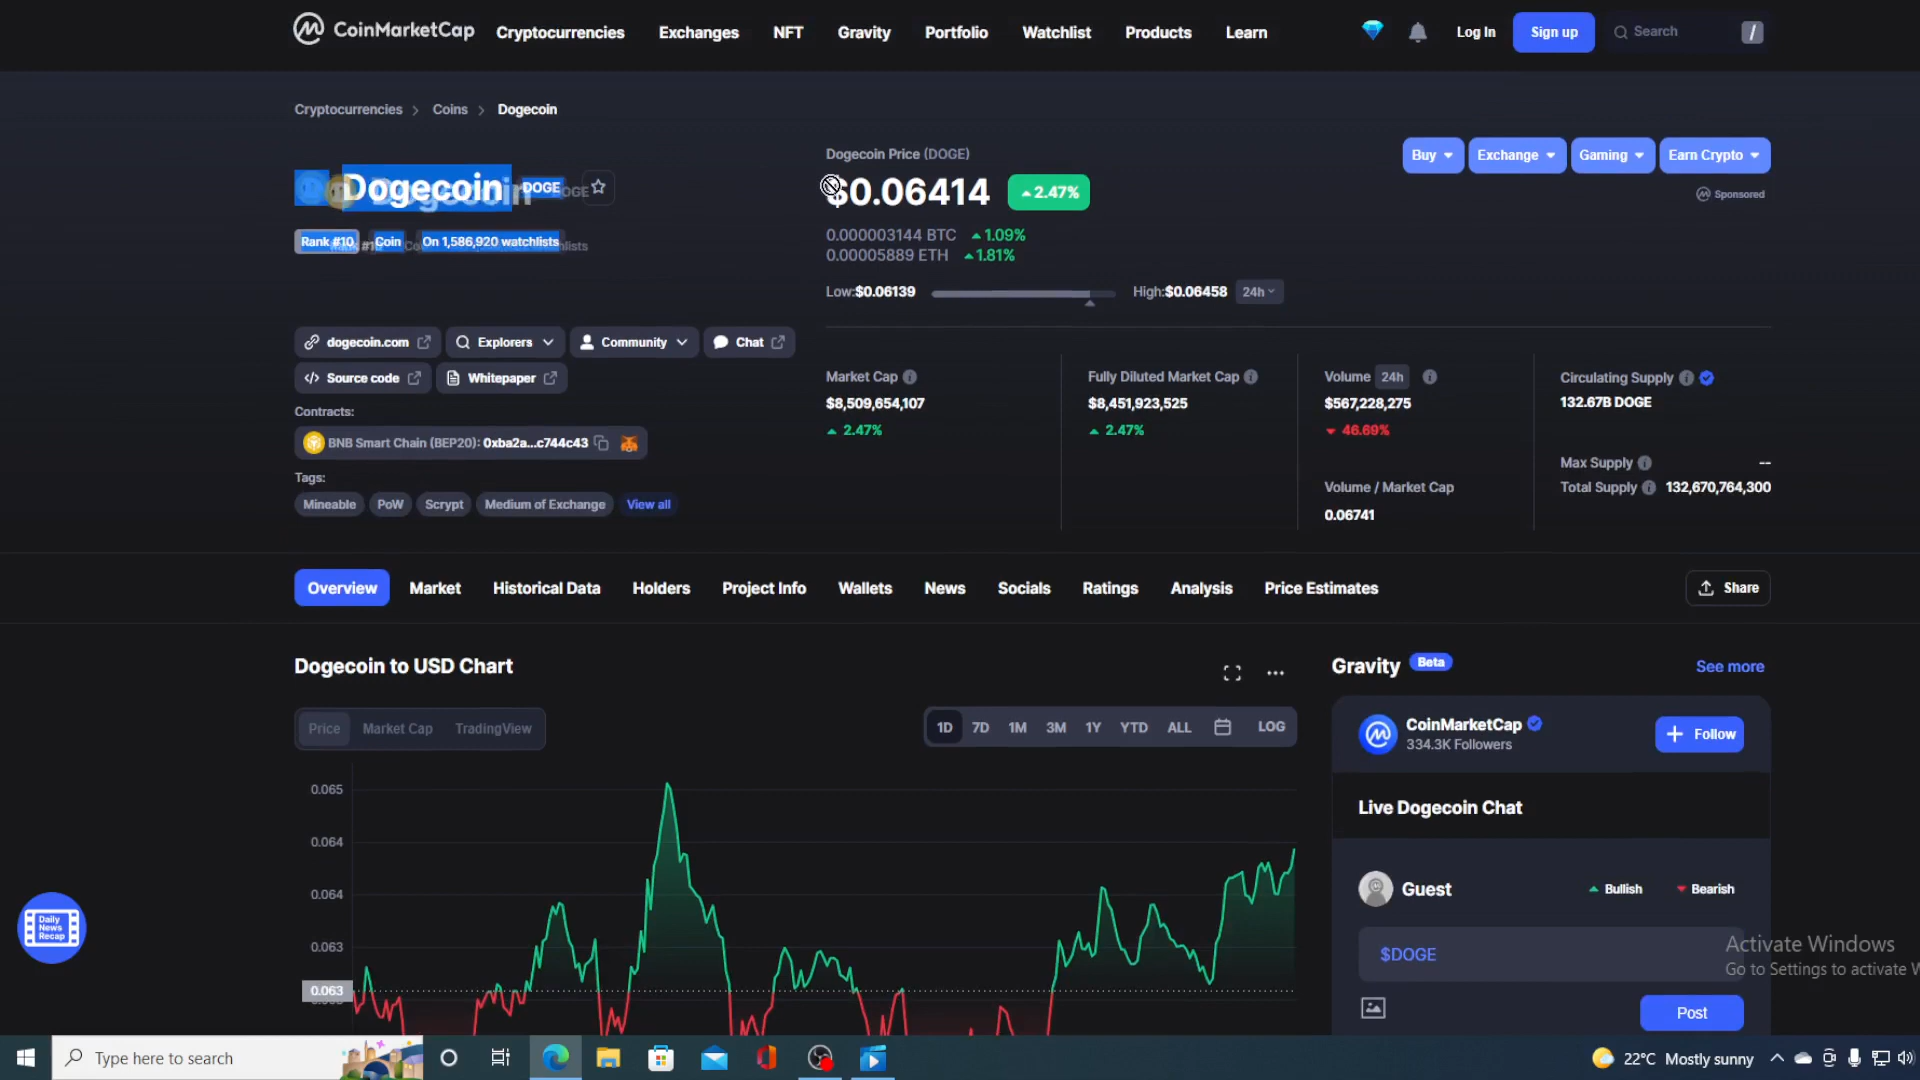 CoinMarketCap Cryptocurrencies Exchanges NFT Gravity Portfolio Watchlist Products Learn Log In Sign up Search /
Cryptocurrencies > Coins > Dogecoin
Dogecoin DOGE
Rank #10 Coin On 1,586,920 watchlists
Dogecoin Price (DOGE)
$0.06414 2.47%
0.000003144 BTC 1.09%
0.00005889 ETH 1.81%
Low:$0.06139 High:$0.06458 24h
Buy Exchange Gaming Earn Crypto
Sponsored
dogecoin.com Explorers Community Chat
Source code Whitepaper
Contracts:
BNB Smart Chain (BEP20): 0xba2a...c744c43
Tags:
Mineable PoW Scrypt Medium of Exchange View all
Market Cap
$8,509,654,107
2.47%
Fully Diluted Market Cap
$8,451,923,525
2.47%
Volume 24h
$567,228,275
46.69%
Volume / Market Cap
0.06741
Circulating Supply
132.67B DOGE
Max Supply --
Total Supply 132,670,764,300
Overview Market Historical Data Holders Project Info Wallets News Socials Ratings Analysis Price Estimates Share
Dogecoin to USD Chart
Price Market Cap TradingView
1D 7D 1M 3M 1Y YTD ALL LOG
0.065
0.064
0.064
0.063
0.063
Gravity Beta See more
CoinMarketCap
334.3K Followers
Follow
Live Dogecoin Chat
Guest Bullish Bearish
$DOGE
Post
Daily
News
Recap
Activate Windows
Go to Settings to activate W
Type here to search
22°C Mostly sunny